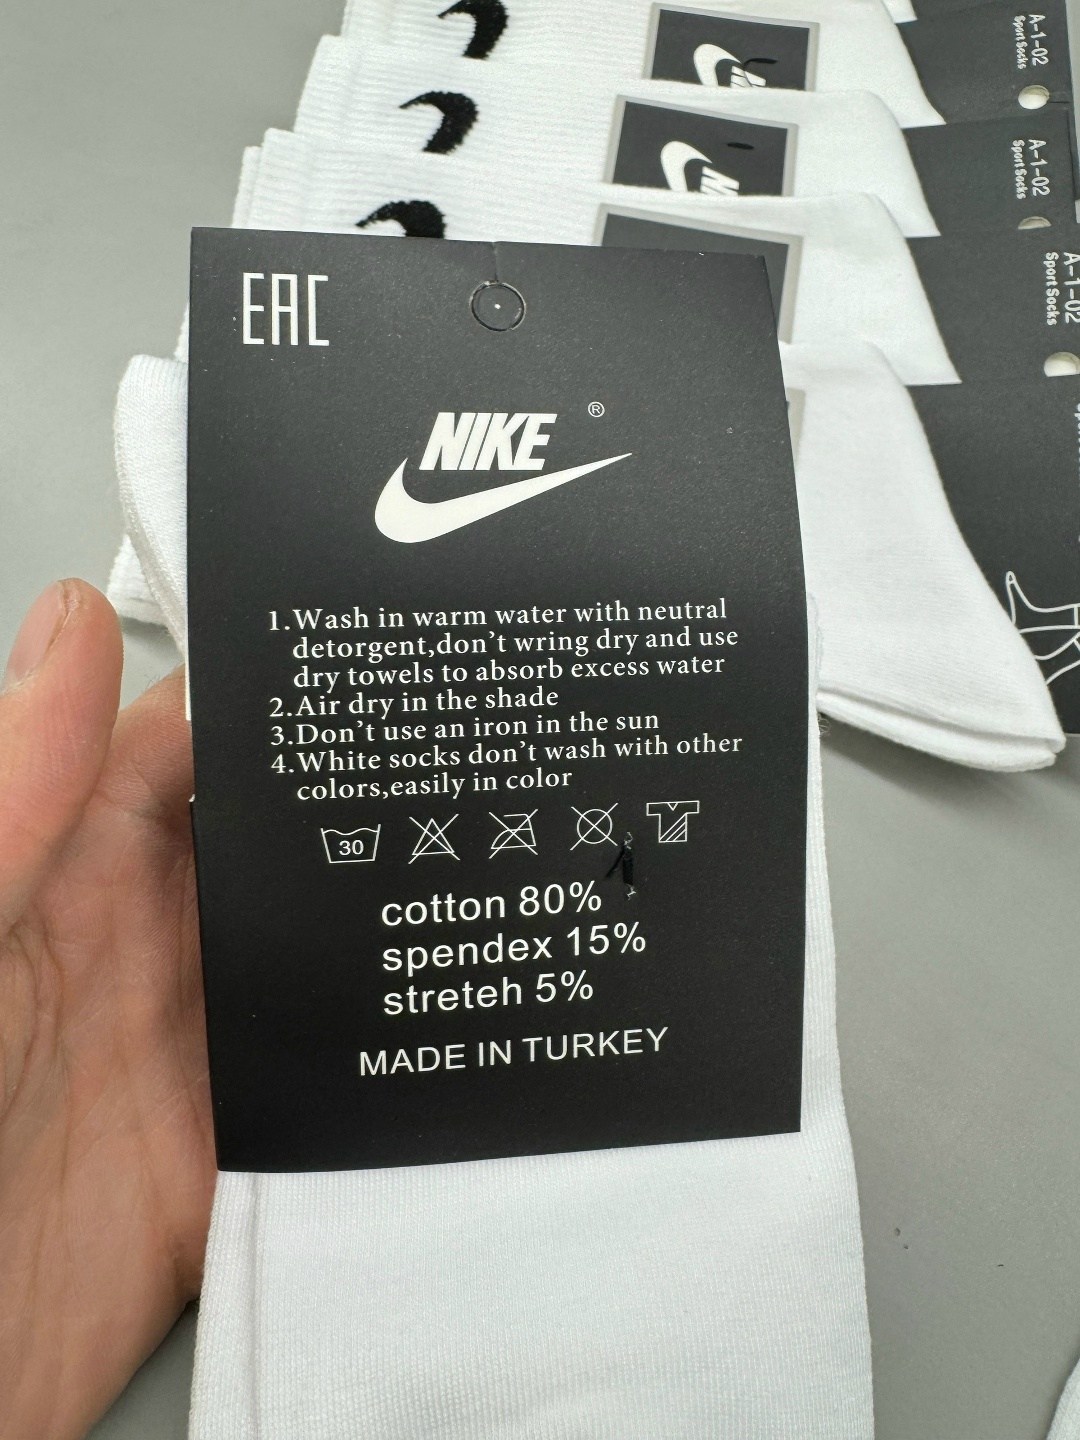 A-1-02
Sport Socks
A-1-02
Sport Socks
A-1-02
Sport Socks
EAC
NIKE ®
1.Wash in warm water with neutral
detorgent,don't wring dry and use
dry towels to absorb excess water
2.Air dry in the shade
3.Don't use an iron in the sun
4.White socks don't wash with other
colors,easily in color
30
cotton 80%
spendex 15%
streteh 5%
MADE IN TURKEY